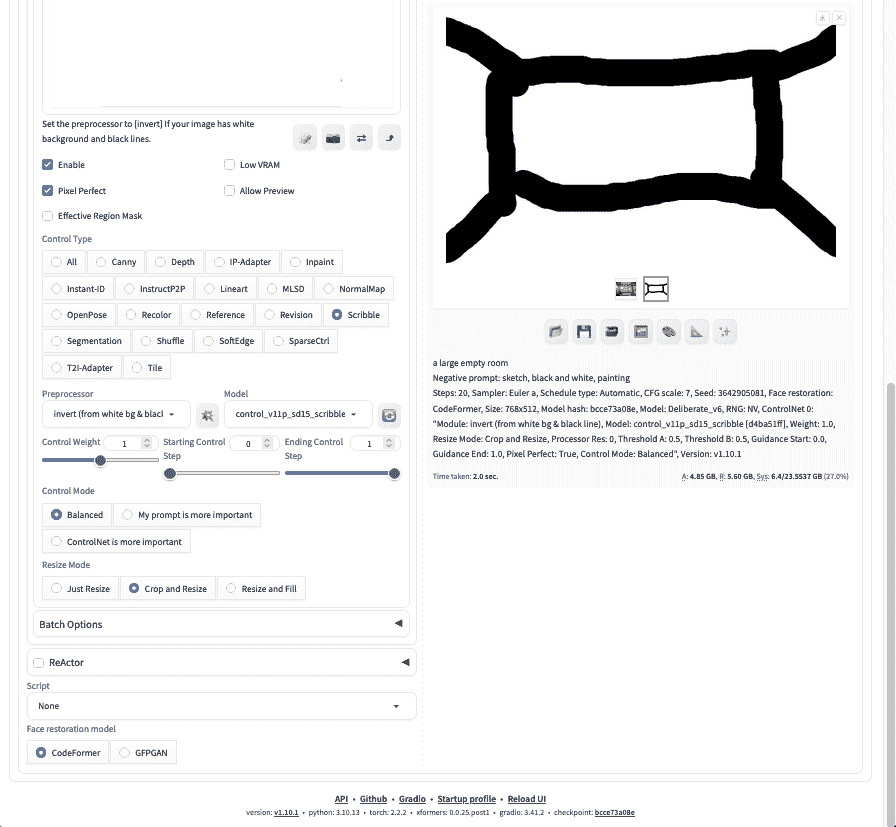 Set the preprocessor to [invert] If your image has white
background and black lines.
Enable
Low VRAM
Pixel Perfect
Allow Preview
Effective Region Mask
Control Type
All
Canny
Depth
IP-Adapter
Inpaint
Instant-ID
InstructP2P
Lineart
MLSD
NormalMap
OpenPose
Recolor
Reference
Revision
Scribble
Segmentation
Shuffle
SoftEdge
SparseCtrl
T2I-Adapter
Tile
Preprocessor
Model
invert (from white bg & blacl
control_v11p_sd15_scribble
Control Weight
1
Starting Control
Step
0
Ending Control
Step
1
Control Mode
Balanced
My prompt is more important
ControlNet is more important
Resize Mode
Just Resize
Crop and Resize
Resize and Fill
Batch Options
ReActor
Script
None
Face restoration model
CodeFormer
GFPGAN
a large empty room
Negative prompt: sketch, black and white, painting
Steps: 20, Sampler: Euler a, Schedule type: Automatic, CFG scale: 7, Seed: 3642905081, Face restoration:
CodeFormer, Size: 768x512, Model hash: bcce73a08e, Model: Deliberate_v6, RNG: NV, ControlNet 0:
"Module: invert (from white bg & black line), Model: control_v11p_sd15_scribble [d4ba51ff], Weight: 1.0,
Resize Mode: Crop and Resize, Processor Res: 0, Threshold A: 0.5, Threshold B: 0.5, Guidance Start: 0.0,
Guidance End: 1.0, Pixel Perfect: True, Control Mode: Balanced", Version: v1.10.1
Time taken: 2.0 sec.
A: 4.85 GB, R: 5.60 GB, Sys: 6.4/23.5537 GB (27.0%)
API • Github • Gradio • Startup profile • Reload UI
version: v1.10.1 • python: 3.10.13 • torch: 2.2.2 • xformers: 0.0.25.post1 • gradio: 3.41.2 • checkpoint: bcce73a08e